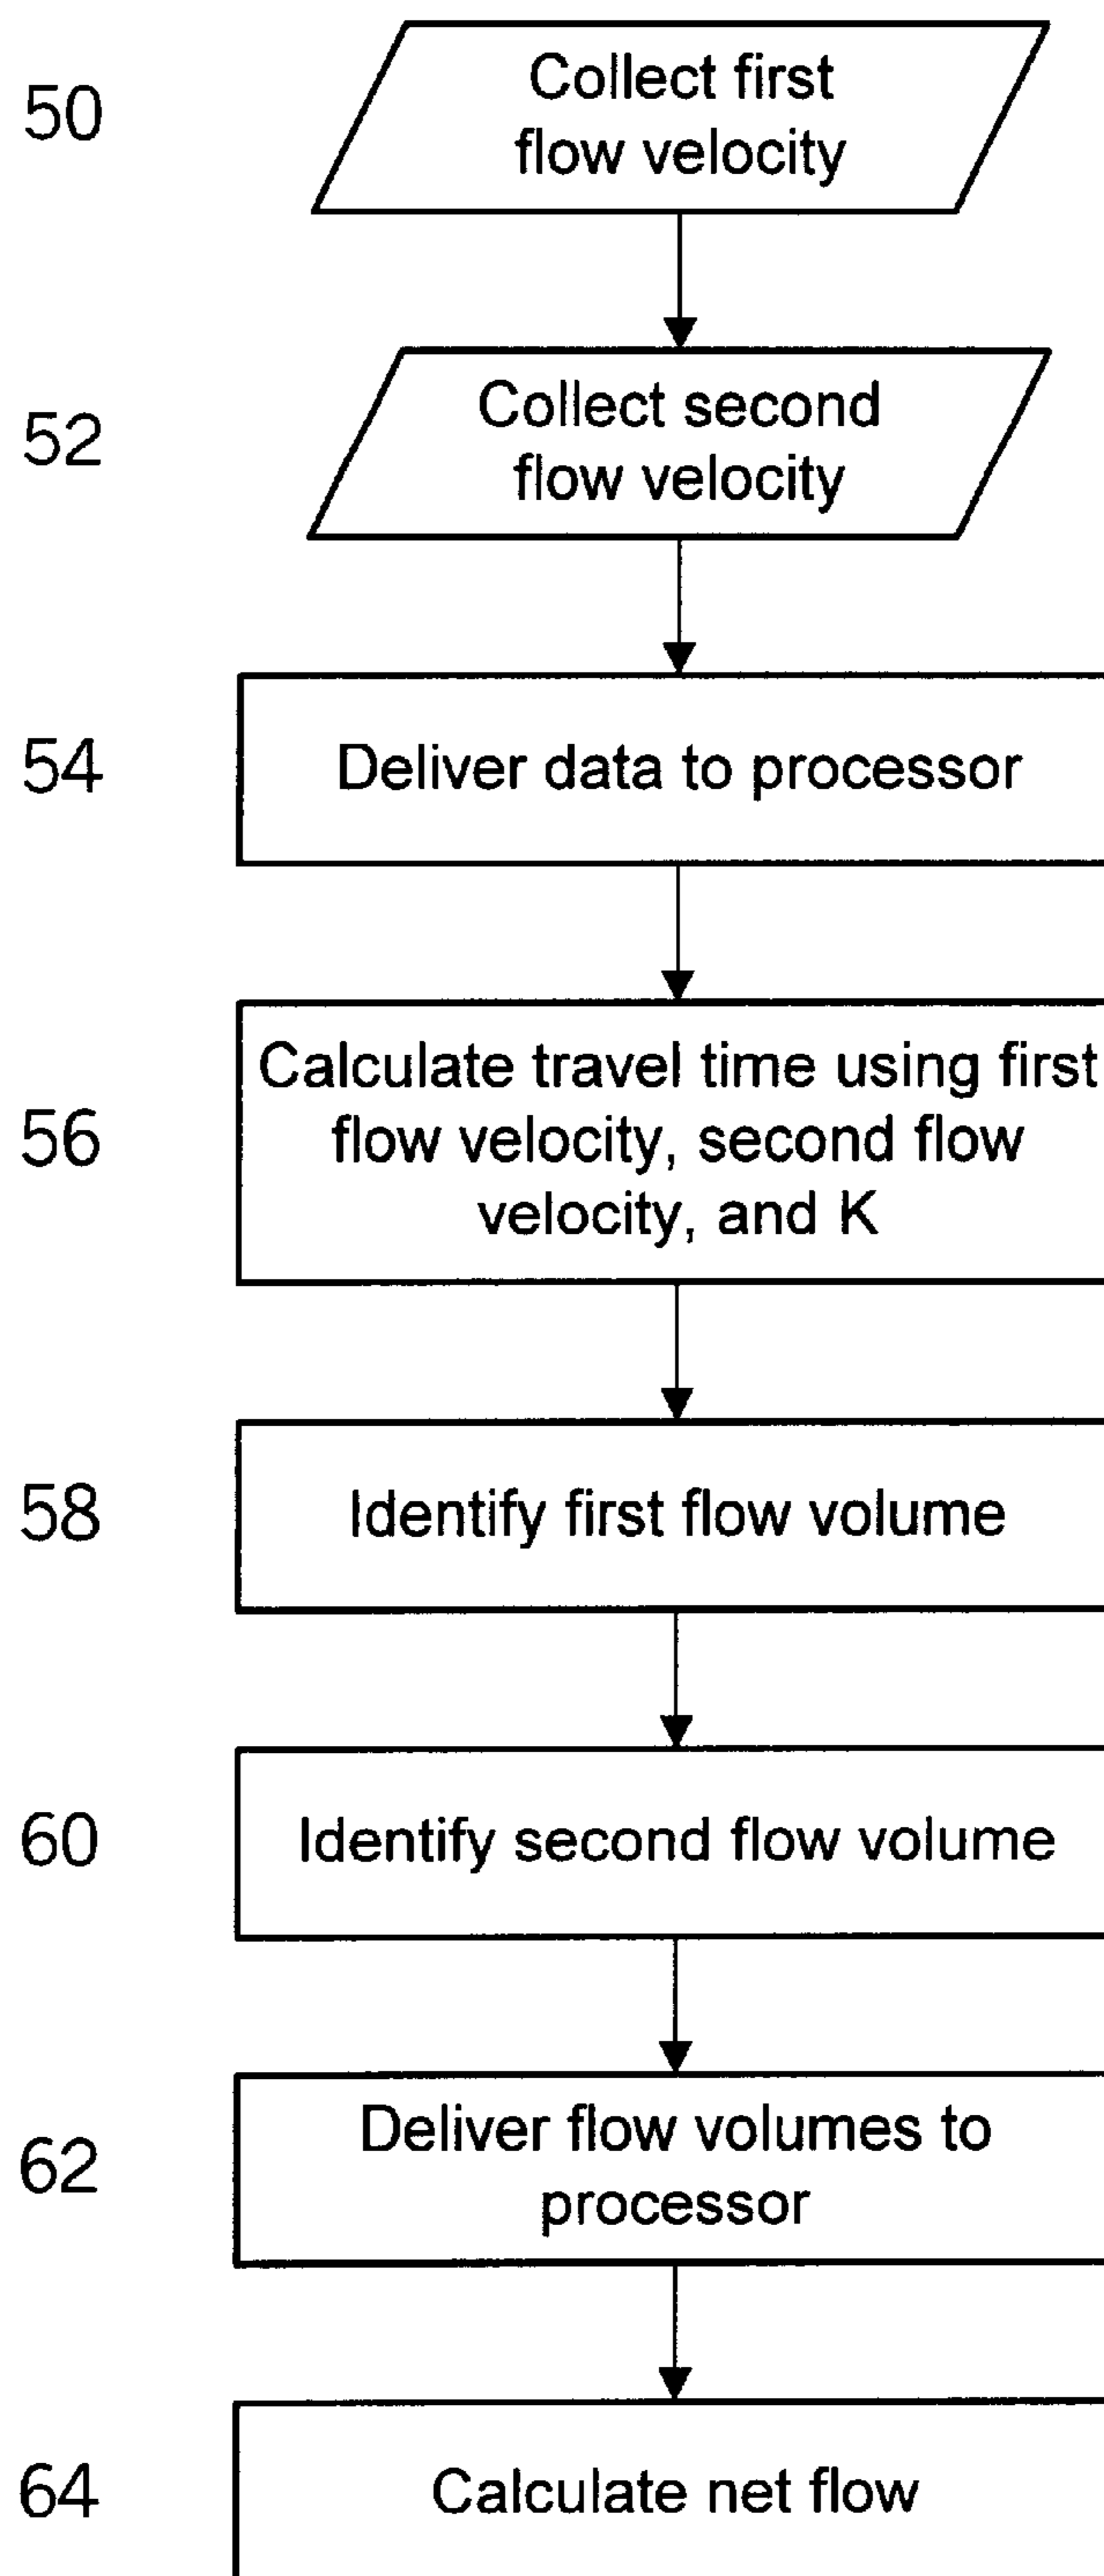 50
Collect first
flow velocity
52
Collect second
flow velocity
54
Deliver data to processor
56
Calculate travel time using first
flow velocity, second flow
velocity, and K
58
Identify first flow volume
60
Identify second flow volume
62
Deliver flow volumes to
processor
64
Calculate net flow